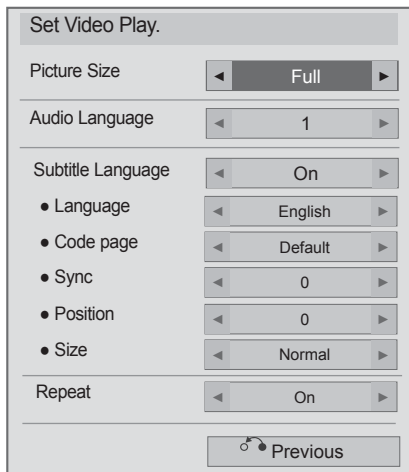 Set Video Play.
Picture Size ◄ Full ►
Audio Language ◄ 1 ►
Subtitle Language ◄ On ►
● Language ◄ English ►
● Code page ◄ Default ►
● Sync ◄ 0 ►
● Position ◄ 0 ►
● Size ◄ Normal ►
Repeat ◄ On ►
Previous